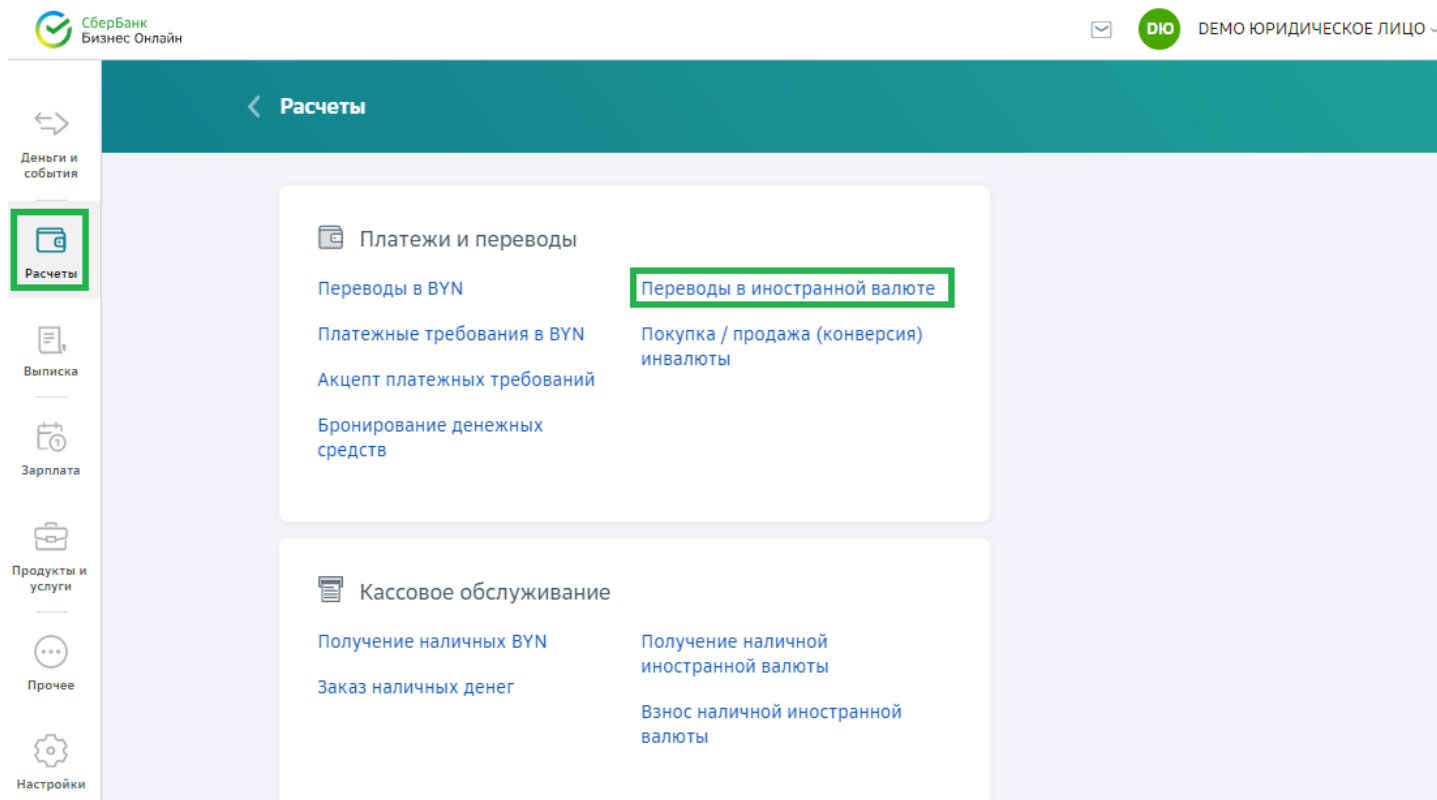 СберБанк
Бизнес Онлайн
DЮ
DEMO ЮРИДИЧЕСКОЕ ЛИЦО
Расчеты
Деньги и
события
Расчеты
Выписка
Зарплата
Продукты и
услуги
Прочее
Настройки
Платежи и переводы
Переводы в BYN
Платежные требования в BYN
Акцепт платежных требований
Бронирование денежных
средств
Переводы в иностранной валюте
Покупка / продажа (конверсия)
инвалюты
Кассовое обслуживание
Получение наличных BYN
Заказ наличных денег
Получение наличной
иностранной валюты
Взнос наличной иностранной
валюты